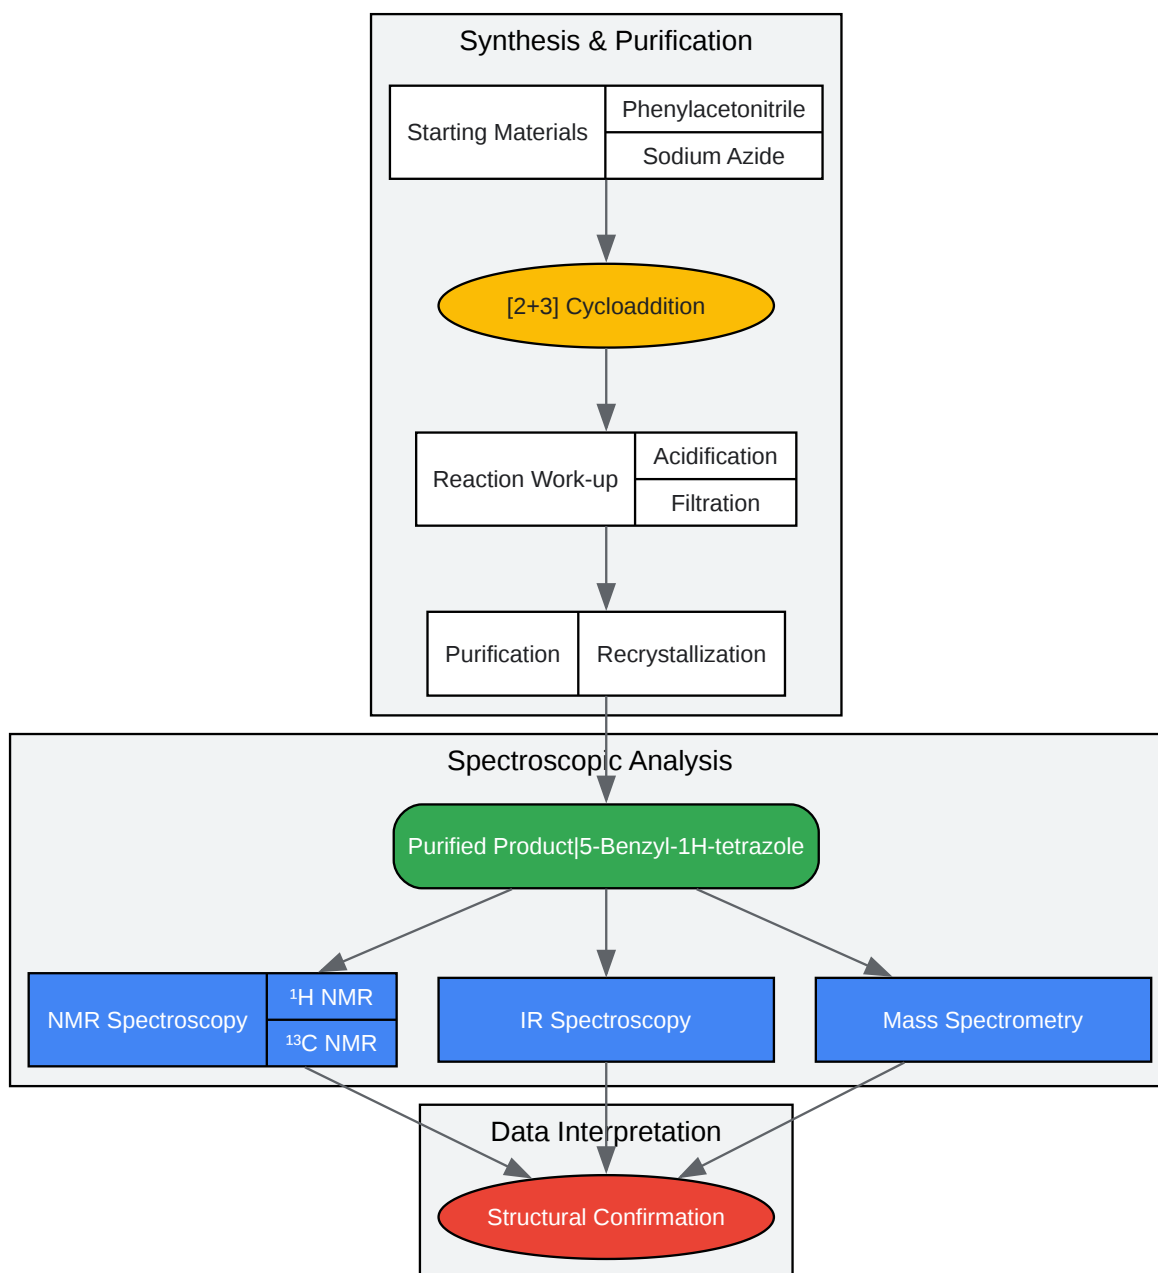 Synthesis & Purification
Starting Materials
Phenylacetonitrile
Sodium Azide
[2+3] Cycloaddition
Reaction Work-up
Acidification
Filtration
Purification
Recrystallization
Spectroscopic Analysis
Purified Product|5-Benzyl-1H-tetrazole
NMR Spectroscopy
¹H NMR
¹³C NMR
IR Spectroscopy
Mass Spectrometry
Data Interpretation
Structural Confirmation